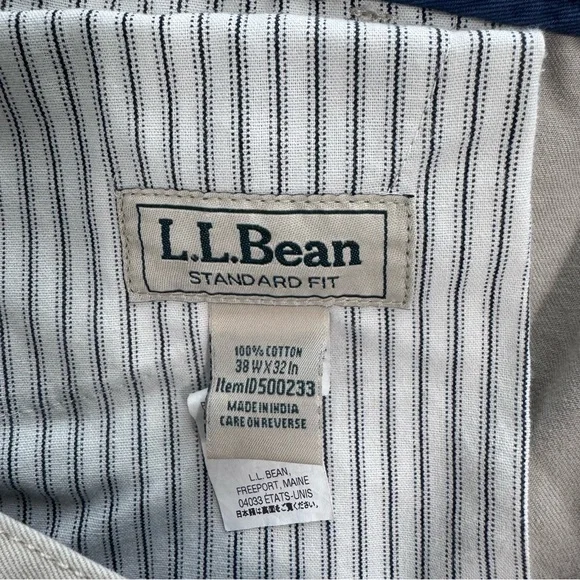 L.L.Bean
STANDARD FIT
100% COTTON
38 W X 32 In
Item ID500233
MADE IN INDIA
CARE ON REVERSE
L.L. BEAN,
FREEPORT, MAINE
04033 ÉTATS-UNIS
日本語は裏面をご覧ください